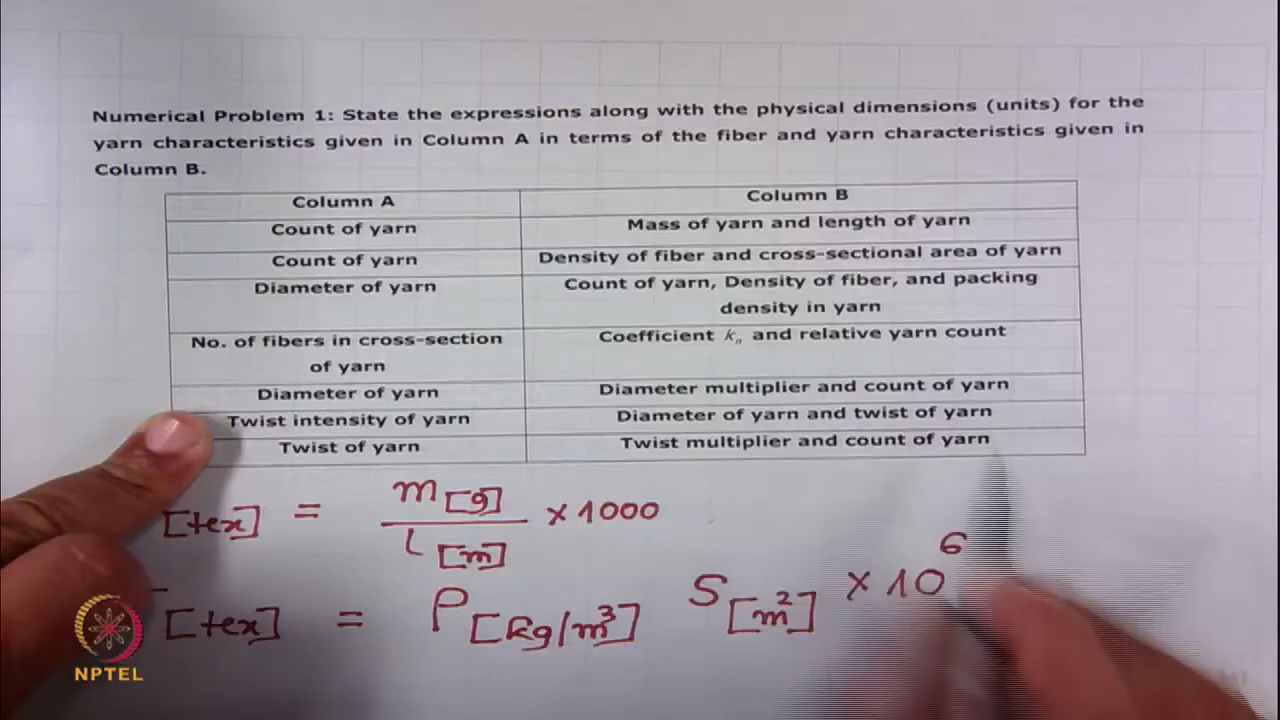 Numerical Problem 1: State the expressions along with the physical dimensions (units) for the
yarn characteristics given in Column A in terms of the fiber and yarn characteristics given in
Column B.
Column A
Column B
Count of yarn
Mass of yarn and length of yarn
Count of yarn
Density of fiber and cross-sectional area of yarn
Diameter of yarn
Count of yarn, Density of fiber, and packing
density in yarn
No. of fibers in cross-section
of yarn
Coefficient kn and relative yarn count
Diameter of yarn
Diameter multiplier and count of yarn
Twist intensity of yarn
Diameter of yarn and twist of yarn
Twist of yarn
Twist multiplier and count of yarn
[tex] = m[g] / l[m] × 1000
[tex] = ρ[kg/m³] S[m²] × 10⁶
NPTEL